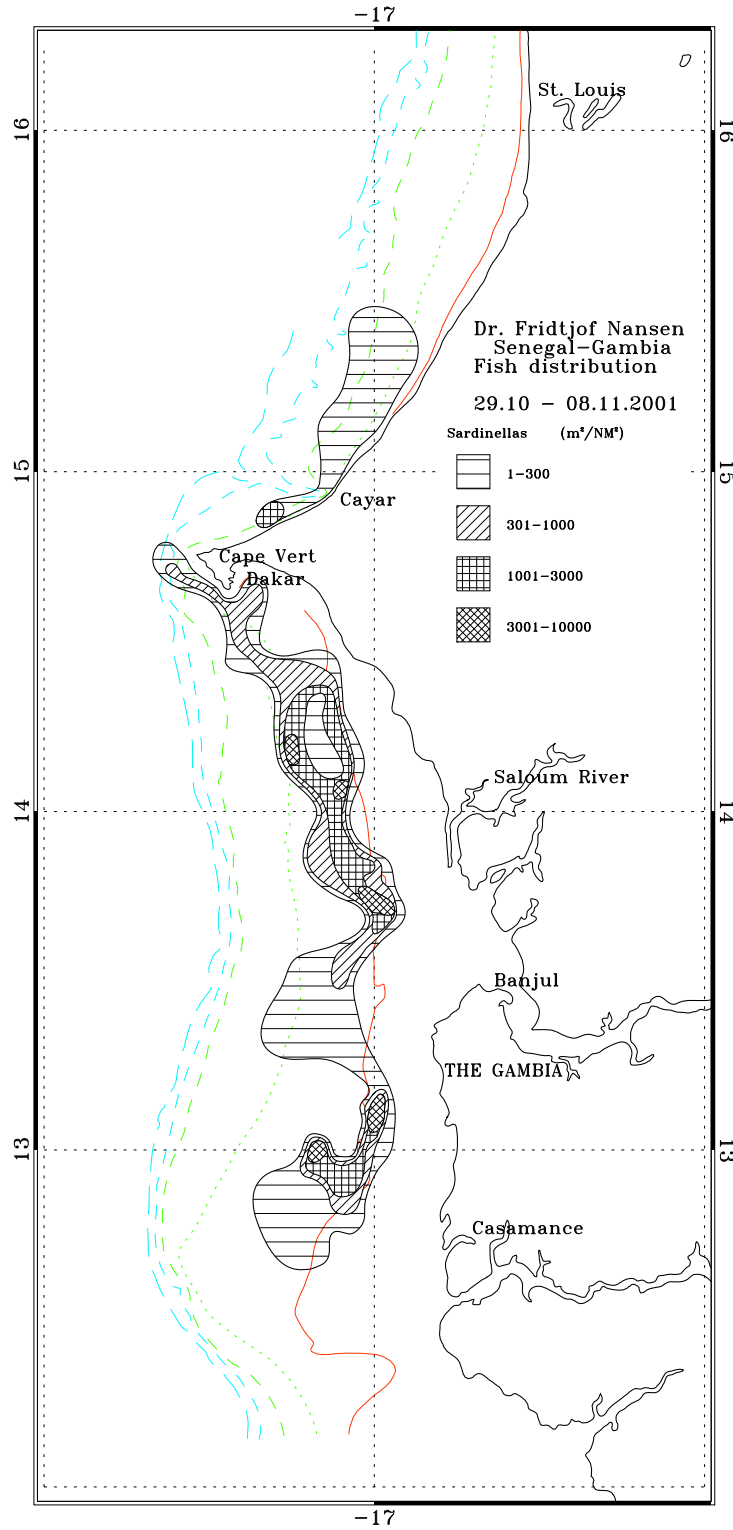 -17
St. Louis
16
16
Dr. Fridtjof Nansen
Senegal-Gambia
Fish distribution
29.10 - 08.11.2001
Sardinellas (m²/NM²)
1-300
301-1000
1001-3000
3001-10000
15
15
Cayar
Cape Vert
Dakar
Saloum River
14
14
Banjul
THE GAMBIA
13
13
Casamance
-17